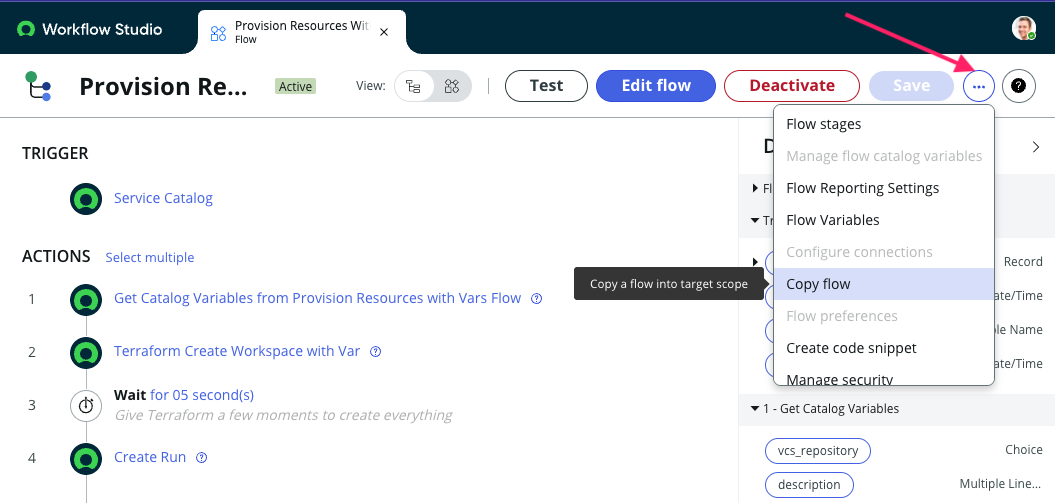 Workflow Studio
Provision Resources Wit
Flow
Provision Re...
Active
View:
Test
Edit flow
Deactivate
Save
...
?
TRIGGER
Service Catalog
ACTIONS
Select multiple
1
Get Catalog Variables from Provision Resources with Vars Flow
2
Terraform Create Workspace with Var
3
Wait for 05 second(s)
Give Terraform a few moments to create everything
4
Create Run
Flow stages
Manage flow catalog variables
Flow Reporting Settings
Flow Variables
Configure connections
Copy flow
Flow preferences
Create code snippet
Manage security
Copy a flow into target scope
D
Fl
Tr
Record
ate/Time
le Name
ate/Time
1 - Get Catalog Variables
vcs_repository
Choice
description
Multiple Line...